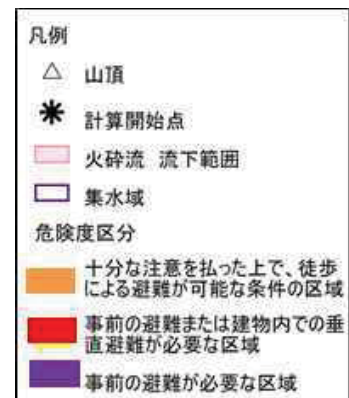 凡例
山頂
計算開始点
火砕流 流下範囲
集水域
危険度区分
十分な注意を払った上で、徒歩
による避難が可能な条件の区域
事前の避難または建物内での垂
直避難が必要な区域
事前の避難が必要な区域